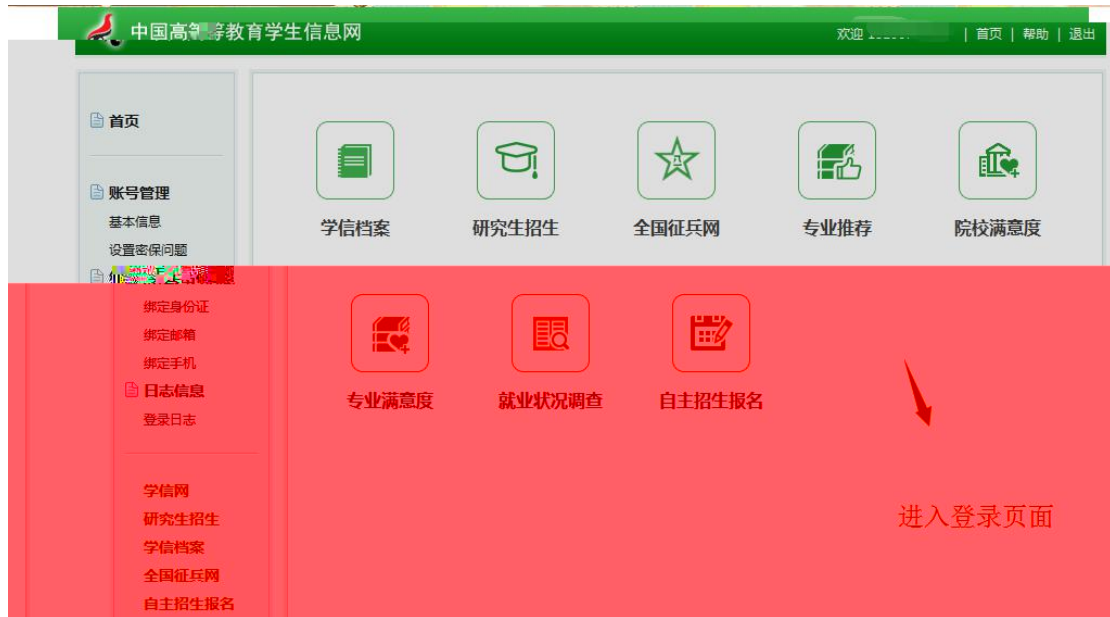 中国高等教育学生信息网
欢迎
| 首页 | 帮助 | 退出
首页
账号管理
基本信息
设置密保问题
绑定身份证
绑定邮箱
绑定手机
日志信息
登录日志
学信网
研究生招生
学信档案
全国征兵网
自主招生报名
学信档案
研究生招生
全国征兵网
专业推荐
院校满意度
专业满意度
就业状况调查
自主招生报名
进入登录页面